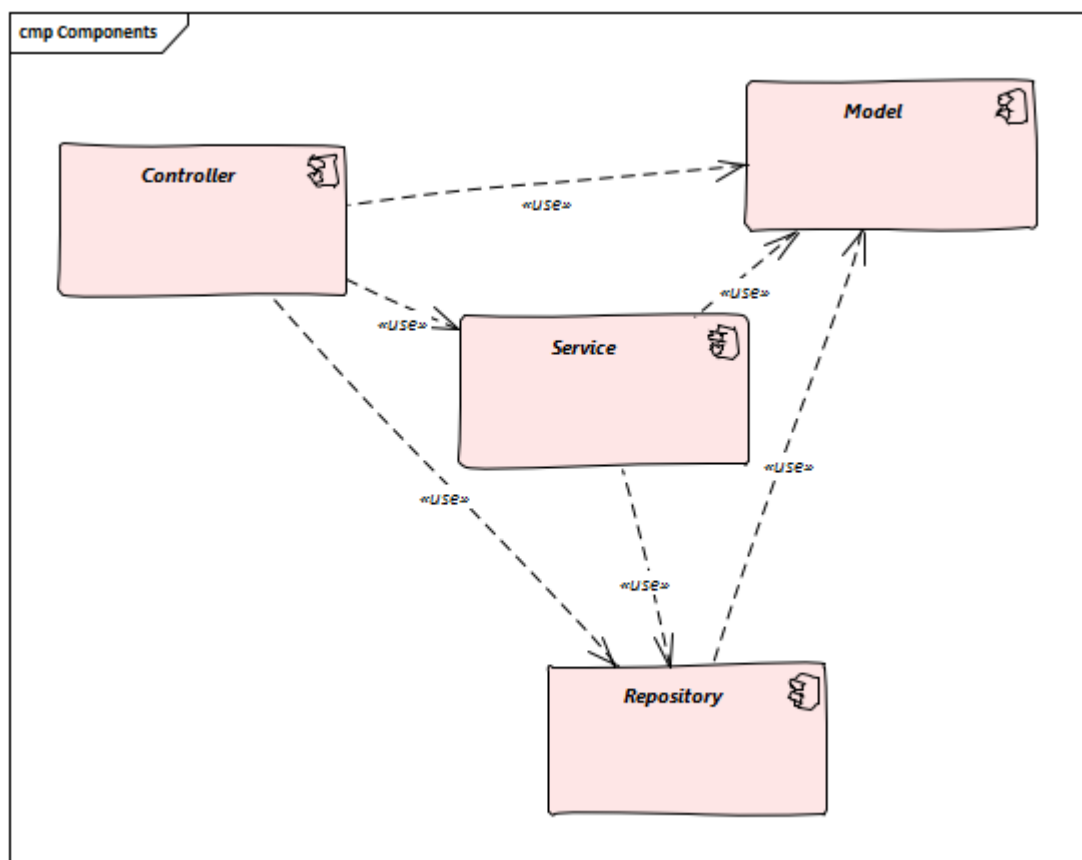 cmp Components
Model
Controller
«use»
«use»
«use»
Service
«use»
«use»
«use»
Repository